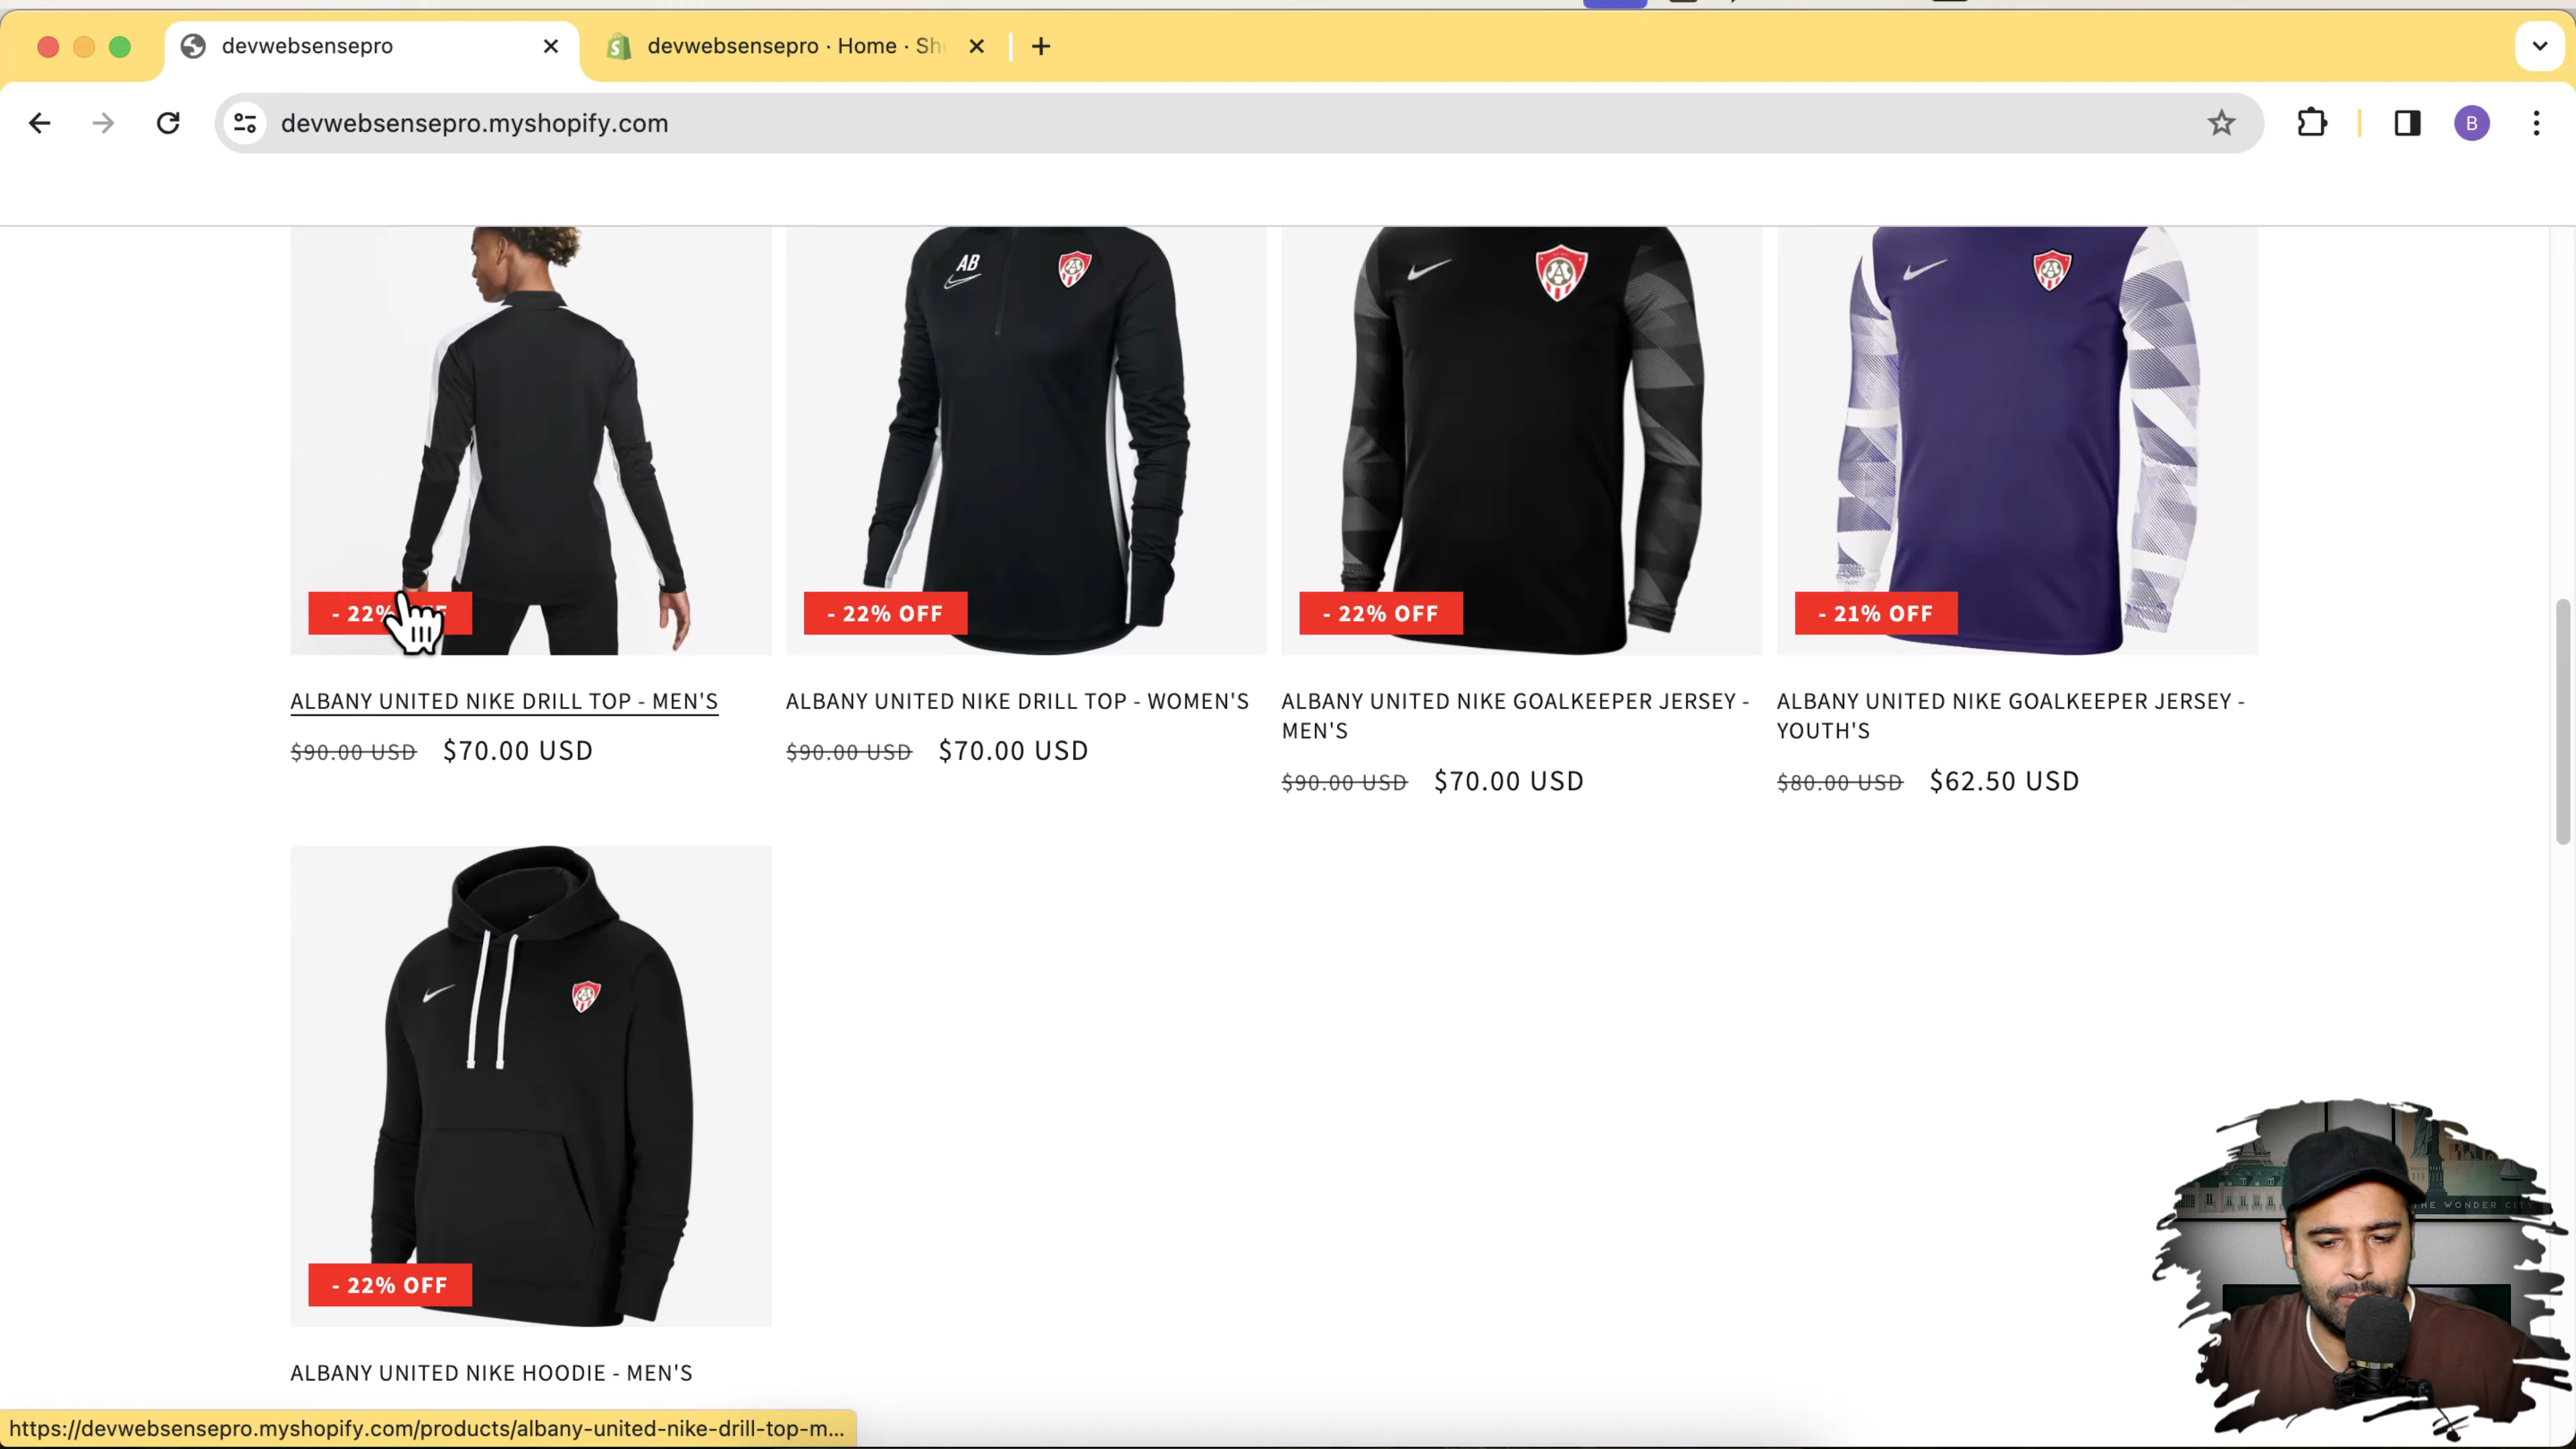 devwebsensepro
devwebsensepro · Home · Sh
devwebsensepro.myshopify.com
B
AB
- 22%
- 22% OFF
- 22% OFF
- 21% OFF
ALBANY UNITED NIKE DRILL TOP - MEN'S
$90.00 USD $70.00 USD
ALBANY UNITED NIKE DRILL TOP - WOMEN'S
$90.00 USD $70.00 USD
ALBANY UNITED NIKE GOALKEEPER JERSEY -
MEN'S
$90.00 USD $70.00 USD
ALBANY UNITED NIKE GOALKEEPER JERSEY -
YOUTH'S
$80.00 USD $62.50 USD
- 22% OFF
ALBANY UNITED NIKE HOODIE - MEN'S
THE WONDER CITY
https://devwebsensepro.myshopify.com/products/albany-united-nike-drill-top-m...